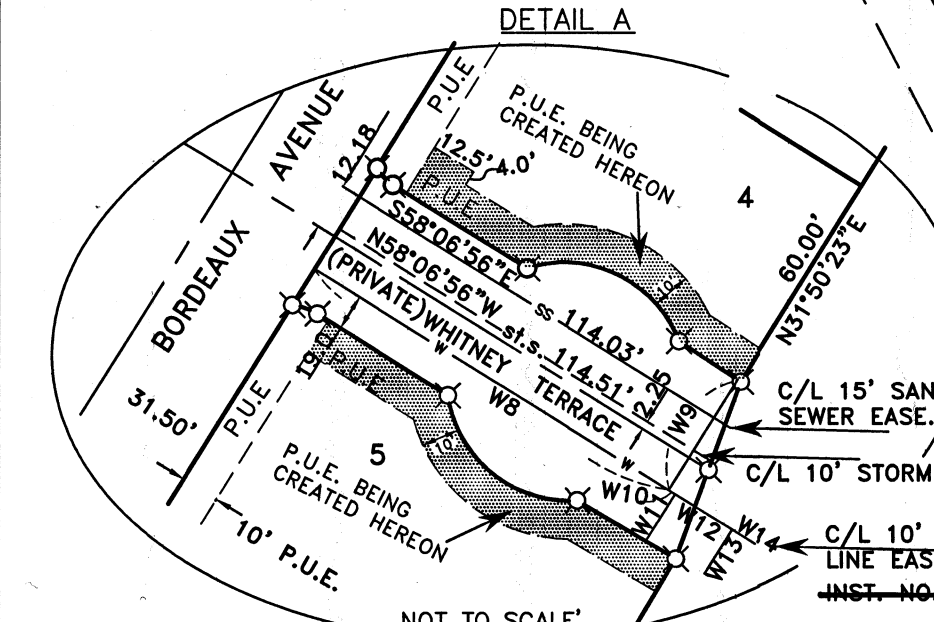 DETAIL A
P.U.E
AVENUE
BORDEAUX
12.18
12.5'
4.0'
P.U.E
P.U.E. BEING
CREATED HEREON
4
60.00'
N31°50'23"E
10'
S58°06'56"E
SS
114.03'
N58°06'56"W
st.s.
114.51'
(PRIVATE) WHITNEY TERRACE
W
W8
W
2.25
W9
P.U.E
31.50'
P.U.E
10'
5
P.U.E. BEING
CREATED HEREON
10' P.U.E.
W10
W11
W12
W13
W14
C/L 15' SAN
SEWER EASE.
C/L 10' STORM
C/L 10'
LINE EAS
INST. NO.
NOT TO SCALE'